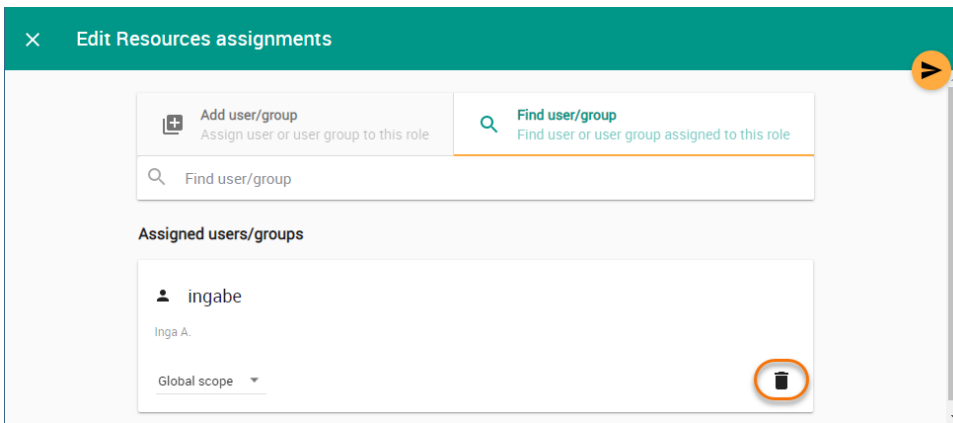 Edit Resources assignments
Add user/group
Assign user or user group to this role
Find user/group
Find user or user group assigned to this role
Find user/group
Assigned users/groups
ingabe
Inga A.
Global scope